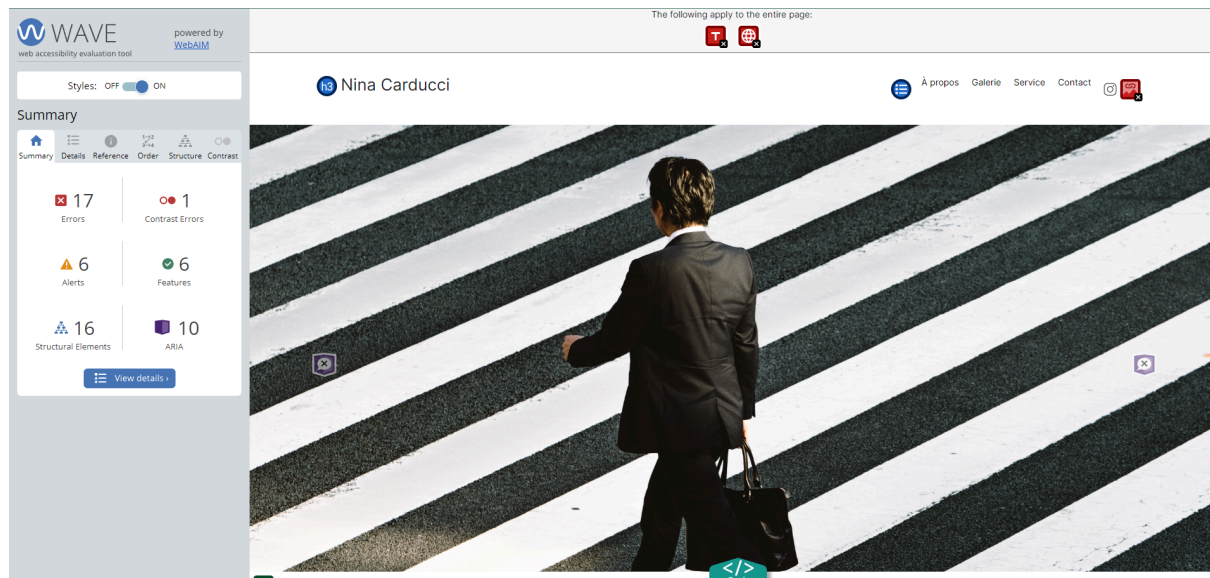 The following apply to the entire page:
WAVE
web accessibility evaluation tool
powered by
WebAIM
Styles: OFF ON
Summary
Summary Details Reference Order Structure Contrast
17
Errors
1
Contrast Errors
6
Alerts
6
Features
16
Structural Elements
10
ARIA
View details ›
h3 Nina Carducci
À propos Galerie Service Contact
</>